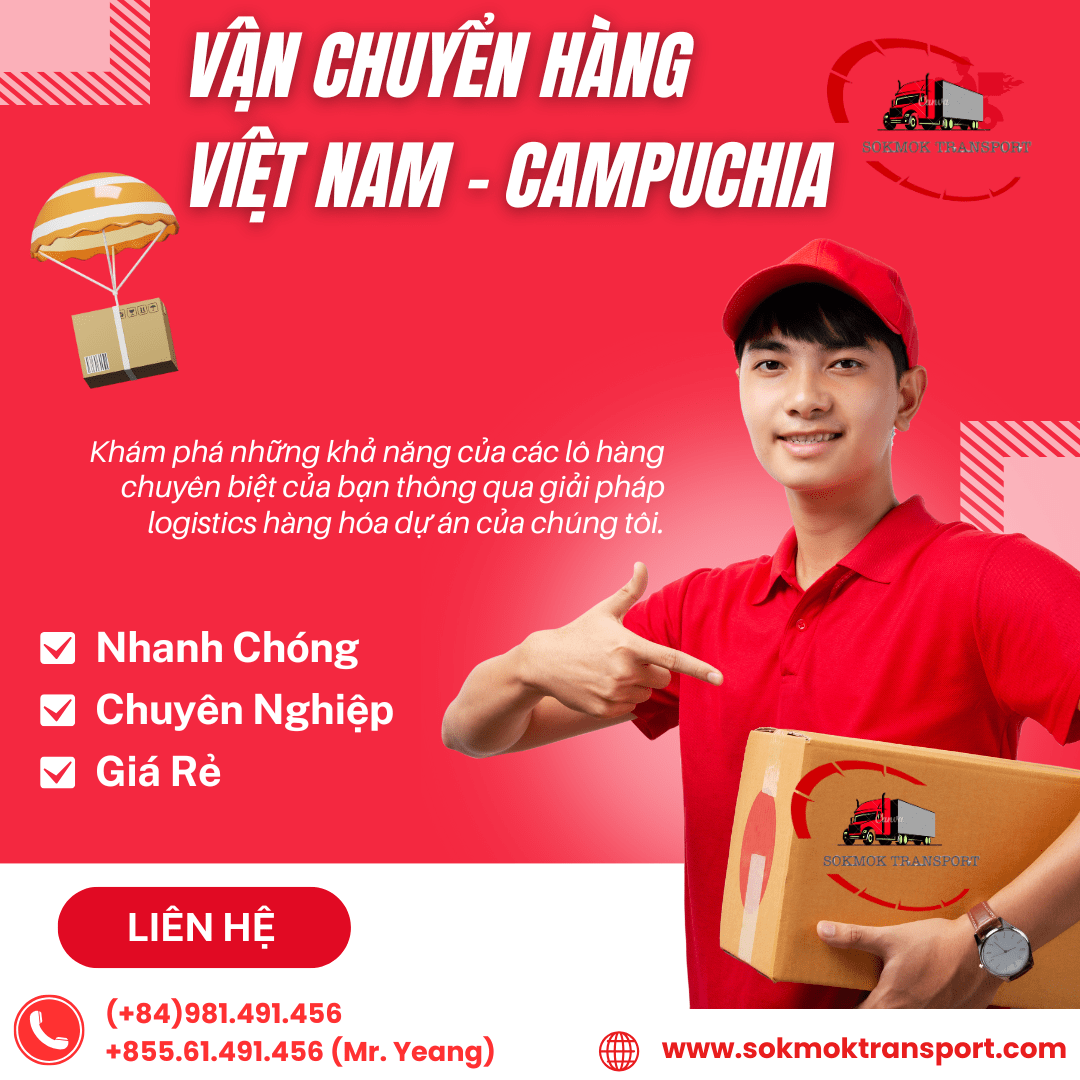 VẬN CHUYỂN HÀNG
VIỆT NAM - CAMPUCHIA
Canva
SOKMOK TRANSPORT
Khám phá những khả năng của các lô hàng
chuyên biệt của bạn thông qua giải pháp
logistics hàng hóa dự án của chúng tôi.
Nhanh Chóng
Chuyên Nghiệp
Giá Rẻ
Canva
SOKMOK TRANSPORT
LIÊN HỆ
(+84)981.491.456
+855.61.491.456 (Mr. Yeang)
www.sokmoktransport.com